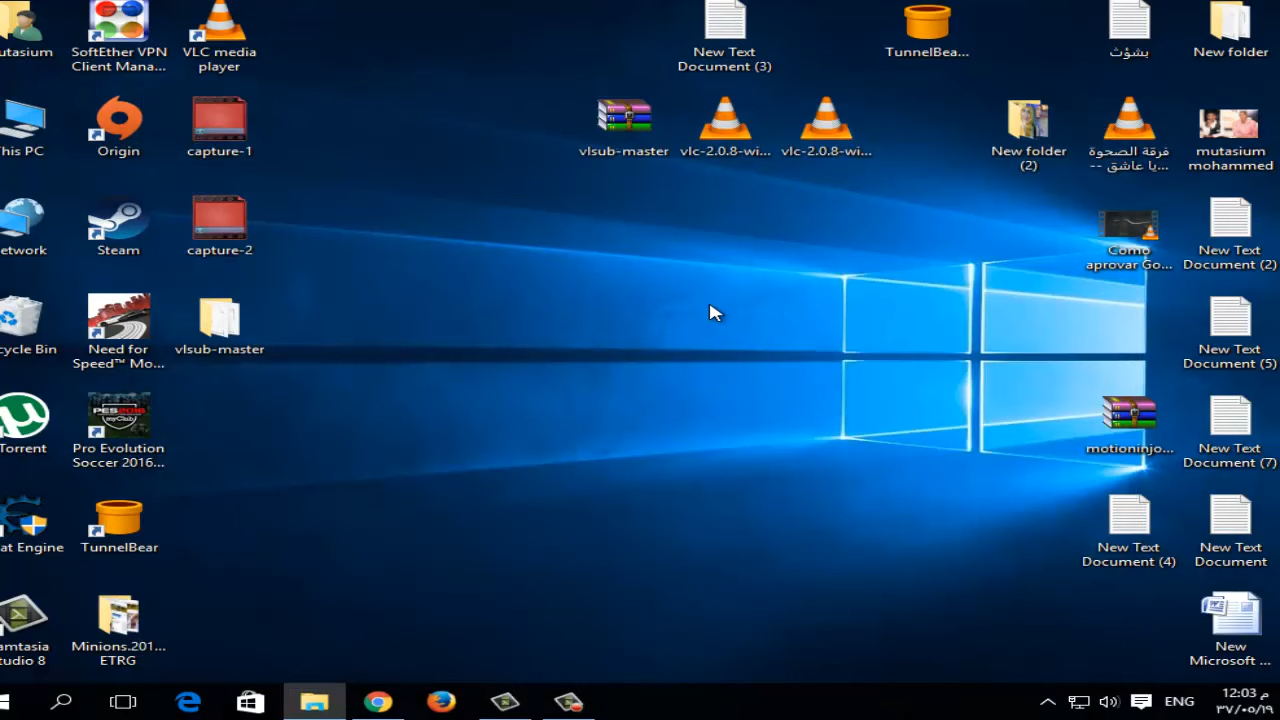 utasium
SoftEther VPN
Client Mana...
VLC media
player
New Text
Document (3)
TunnelBea...
بشؤث
New folder
This PC
Origin
capture-1
vlsub-master
vlc-2.0.8-wi...
vlc-2.0.8-wi...
New folder
(2)
فرقة الصحوة
يا عاشق --...
mutasium
mohammed
etwork
Steam
capture-2
Como
aprovar Go...
New Text
Document (2)
cycle Bin
Need for
Speed™ Mo...
vlsub-master
New Text
Document (5)
Torrent
Pro Evolution
Soccer 2016...
PES2016
myClub
motioninjo...
New Text
Document (7)
at Engine
TunnelBear
New Text
Document (4)
New Text
Document
amtasia
tudio 8
Minions.201...
ETRG
New
Microsoft ...
ENG
12:03 م
٣٧/٠٥/١٩